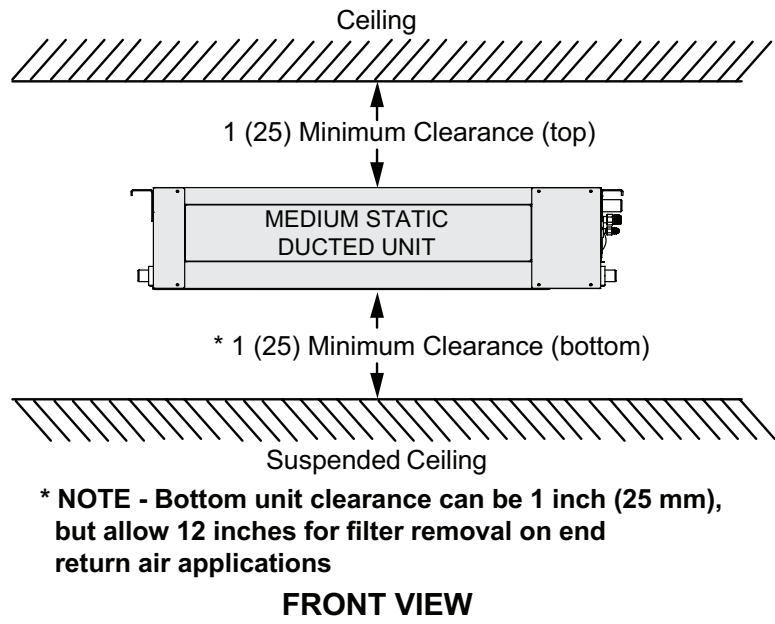 Ceiling
1 (25) Minimum Clearance (top)
MEDIUM STATIC
DUCTED UNIT
* 1 (25) Minimum Clearance (bottom)
Suspended Ceiling
* NOTE - Bottom unit clearance can be 1 inch (25 mm),
but allow 12 inches for filter removal on end
return air applications
FRONT VIEW